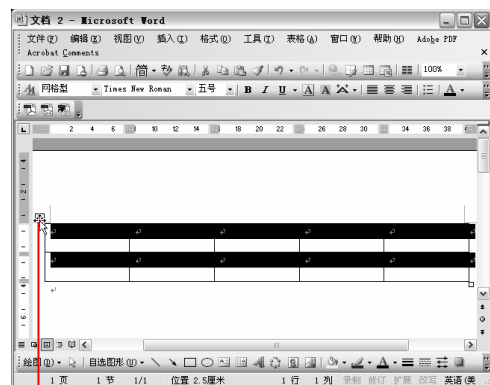 文档 2 - Microsoft Word
文件(F) 编辑(E) 视图(V) 插入(I) 格式(O) 工具(T) 表格(A) 窗口(W) 帮助(H) Adobe PDF
Acrobat Comments
简 100%
网格型 Times New Roman 五号 B I U A A A
L 2 4 6 10 12 14 18 20 22 26 28 30 34 36 38
绘图(D) 自选图形(U) A
1 页 1 节 1/1 位置 2.5厘米 1 行 1 列 录制 修订 扩展 改写 英语(美